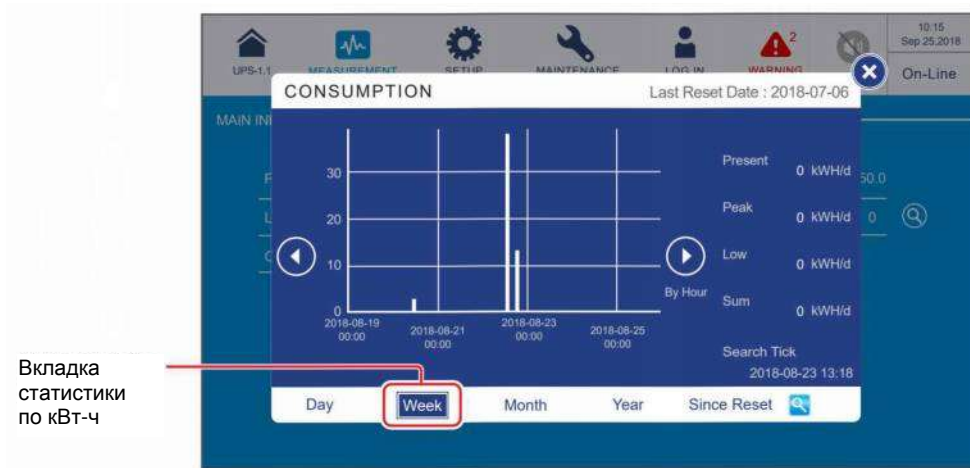 10:15
Sep 25,2018
2
UPS-1.1
MEASUREMENT
SETUP
MAINTENANCE
LOG IN
WARNING
On-Line
CONSUMPTION
Last Reset Date : 2018-07-06
MAIN IN
30
20
10
0
2018-08-19
00:00
2018-08-21
00:00
2018-08-23
00:00
2018-08-25
00:00
By Hour
Present
0 kWH/d
Peak
0 kWH/d
Low
0 kWH/d
Sum
0 kWH/d
50.0
0
Search Tick
2018-08-23 13:18
Day
Week
Month
Year
Since Reset
Вкладка
статистики
по кВт-ч